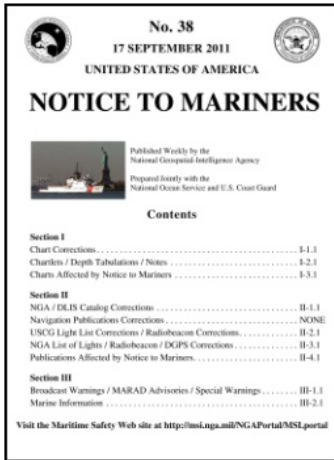 No. 38
17 SEPTEMBER 2011
UNITED STATES OF AMERICA
NOTICE TO MARINERS
Published Weekly by the
National Geospatial-Intelligence Agency
Prepared Jointly with the
National Ocean Service and U.S. Coast Guard
Contents
Section I
Chart Corrections . . . . . . . . . . I-1.1
Chartlets / Depth Tabulations / Notes . . . . . . . . . . I-2.1
Charts Affected by Notice to Mariners . . . . . . . . . . I-3.1
Section II
NGA / DLIS Catalog Corrections . . . . . . . . . . II-1.1
Navigation Publications Corrections . . . . . . . . . . NONE
USCG Light List Corrections / Radiobeacon Corrections . . . . . . . . . . II-2.1
NGA List of Lights / Radiobeacon / DGPS Corrections . . . . . . . . . . II-3.1
Publications Affected by Notice to Mariners . . . . . . . . . . II-4.1
Section III
Broadcast Warnings / MARAD Advisories / Special Warnings . . . . . . . . . . III-1.1
Marine Information . . . . . . . . . . III-2.1
Visit the Maritime Safety Web site at http://msi.nga.mil/NGAPortal/MSI.portal